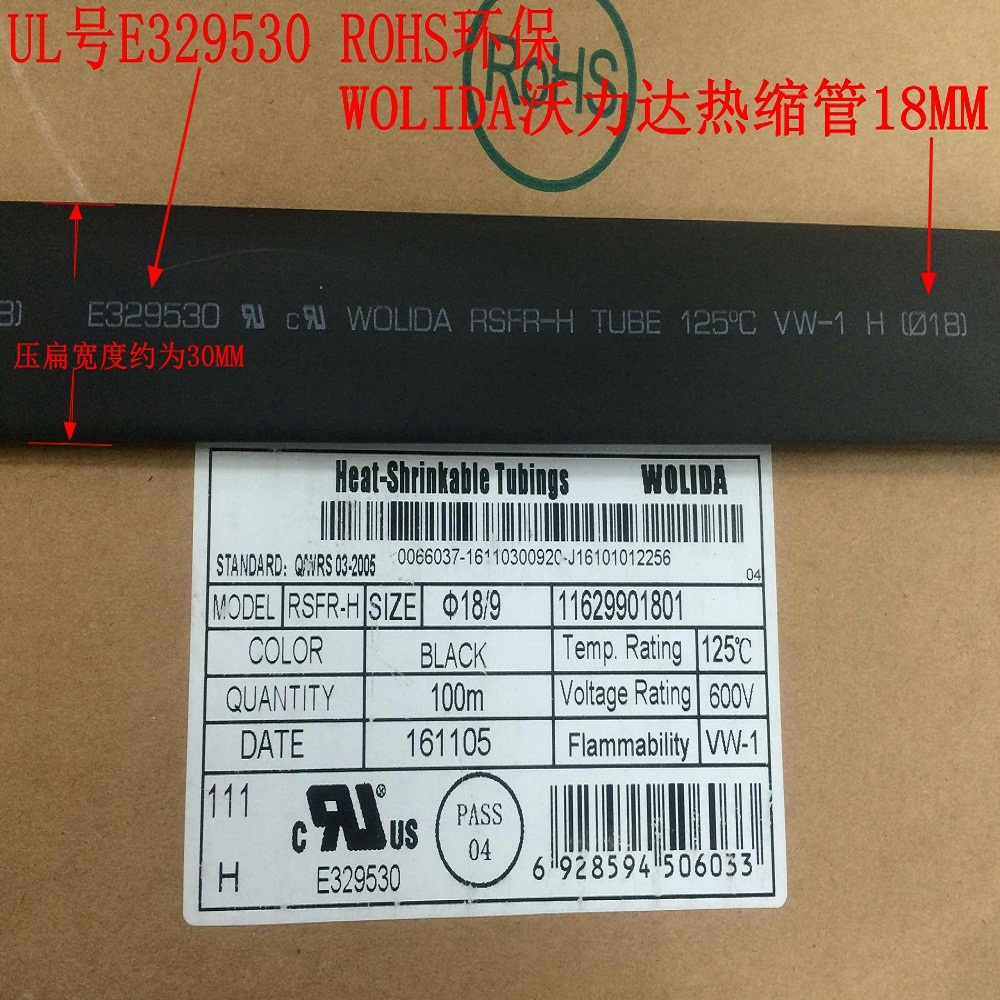 UL号E329530 ROHS环保
RoHS
WOLIDA沃力达热缩管18MM
8) E329530 c WOLIDA RSFR-H TUBE 125℃ VW-1 H (Ø18)
压扁宽度约为30MM
Heat-Shrinkable Tubings WOLIDA
0066037-16110300920-J16101012256
STANDARD: Q/WRS 03-2005
04
MODEL RSFR-H SIZE Φ18/9 11629901801
COLOR BLACK Temp. Rating 125℃
QUANTITY 100m Voltage Rating 600V
DATE 161105 Flammability VW-1
111
c RU ® US
PASS
04
H
E329530
6 928594 506033